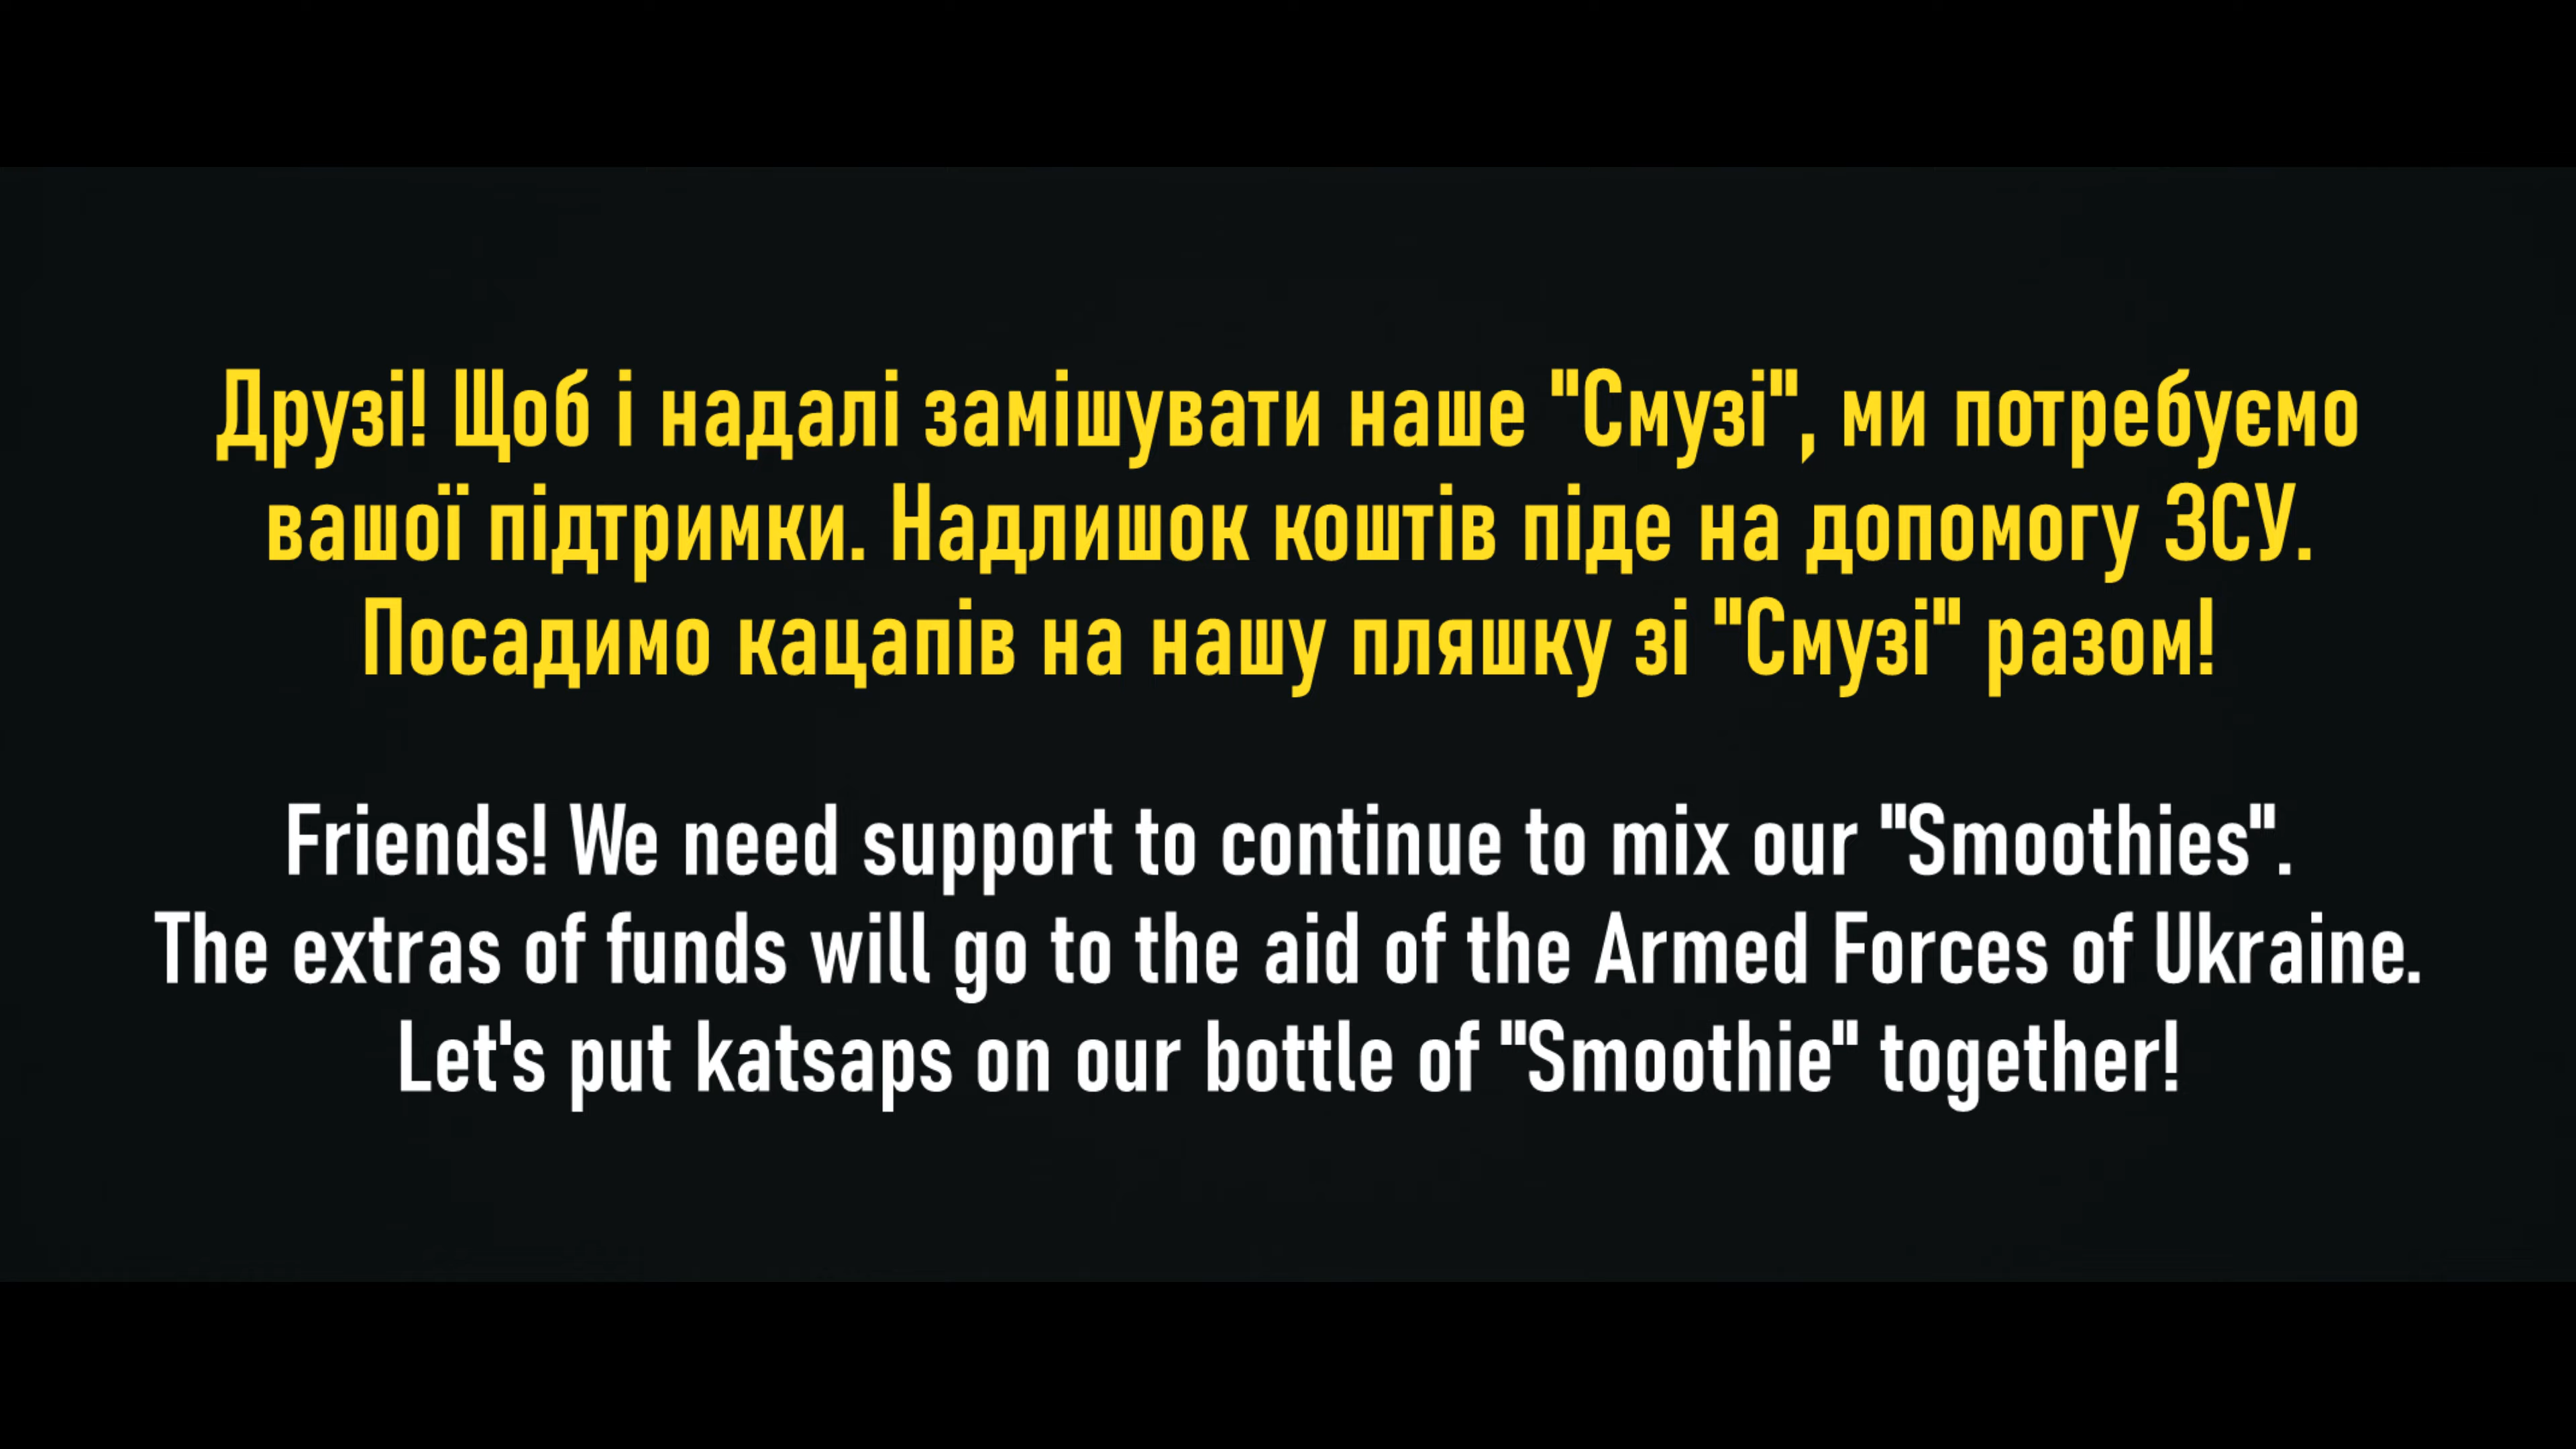 Друзі! Щоб і надалі замішувати наше "Смузі", ми потребуємо
вашої підтримки. Надлишок коштів піде на допомогу ЗСУ.
Посадимо кацапів на нашу пляшку зі "Смузі" разом!
Friends! We need support to continue to mix our "Smoothies".
The extras of funds will go to the aid of the Armed Forces of Ukraine.
Let's put katsaps on our bottle of "Smoothie" together!